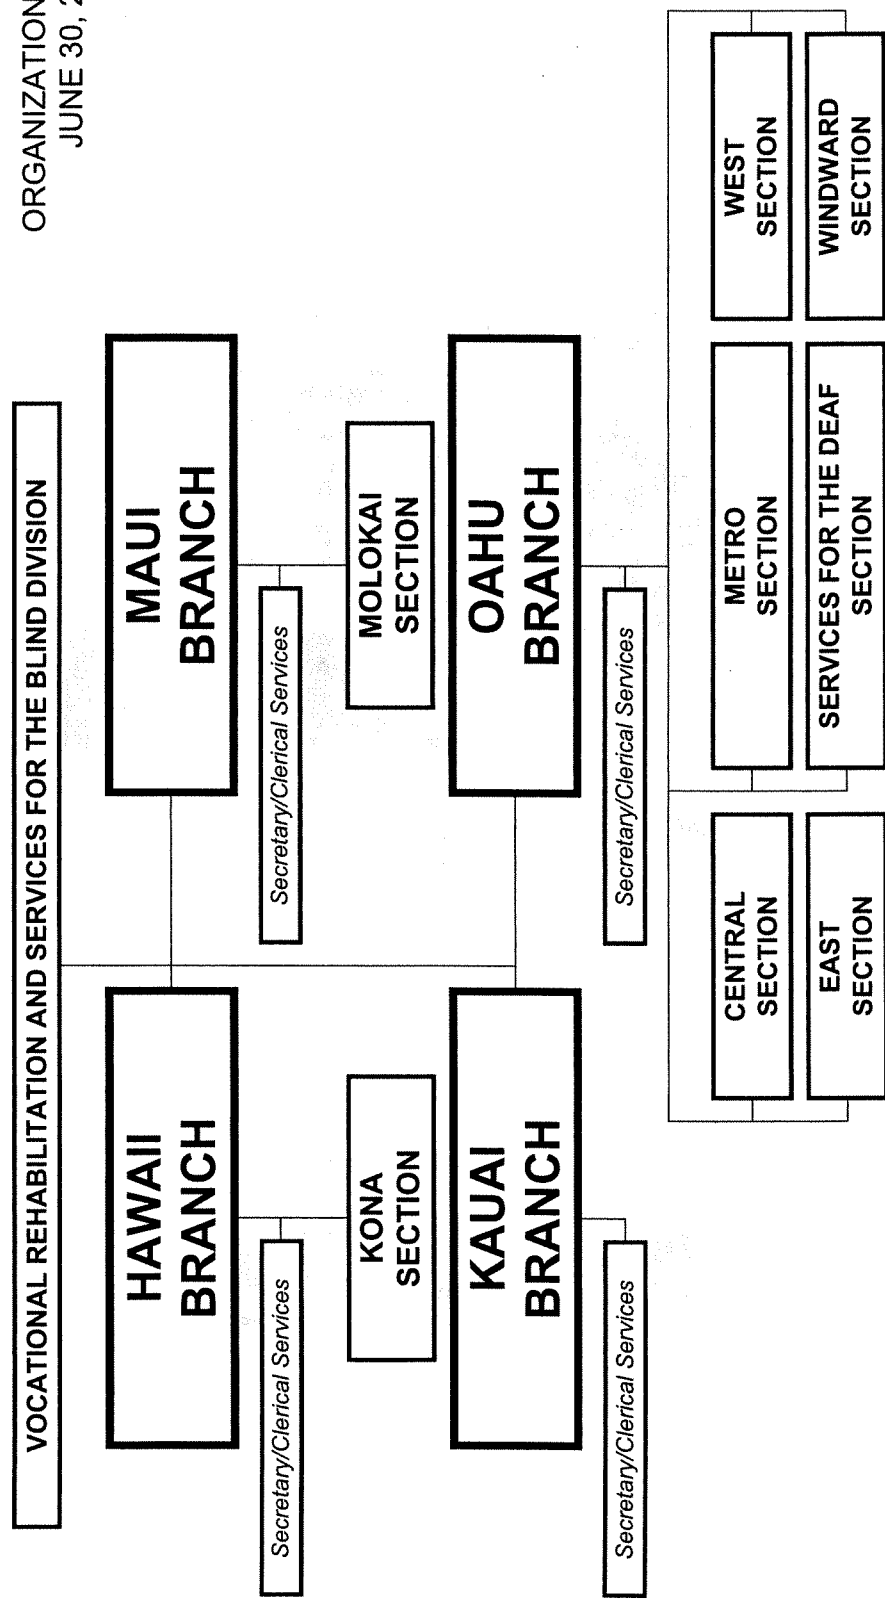 ORGANIZATION
JUNE 30, 2
VOCATIONAL REHABILITATION AND SERVICES FOR THE BLIND DIVISION
HAWAII
BRANCH
MAUI
BRANCH
Secretary/Clerical Services
Secretary/Clerical Services
KONA
SECTION
MOLOKAI
SECTION
KAUAI
BRANCH
OAHU
BRANCH
Secretary/Clerical Services
Secretary/Clerical Services
CENTRAL
SECTION
METRO
SECTION
WEST
SECTION
EAST
SECTION
SERVICES FOR THE DEAF
SECTION
WINDWARD
SECTION